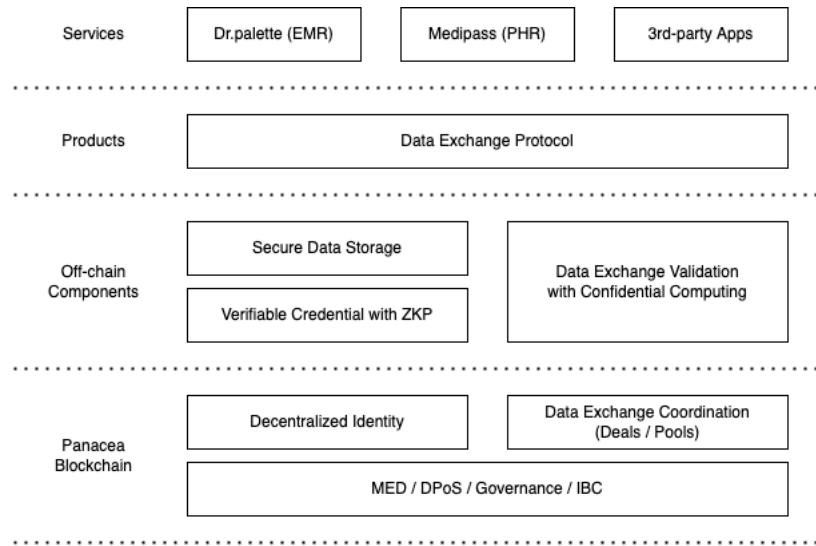 Services
Dr.palette (EMR)
Medipass (PHR)
3rd-party Apps
Products
Data Exchange Protocol
Off-chain
Components
Secure Data Storage
Verifiable Credential with ZKP
Data Exchange Validation
with Confidential Computing
Panacea
Blockchain
Decentralized Identity
Data Exchange Coordination
(Deals / Pools)
MED / DPoS / Governance / IBC